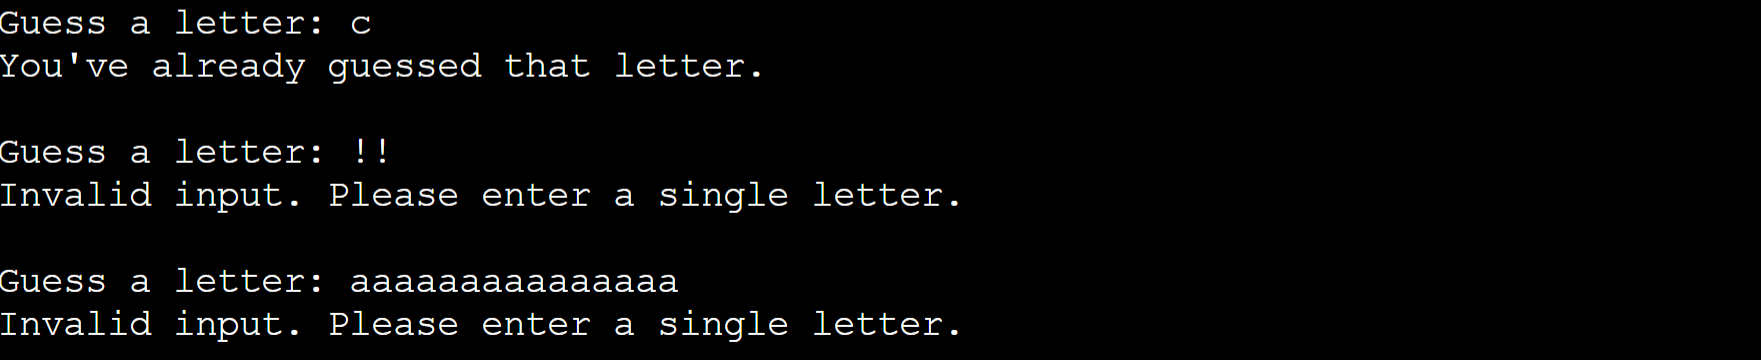 Guess a letter: c
You've already guessed that letter.
Guess a letter: !!
Invalid input. Please enter a single letter.
Guess a letter: aaaaaaaaaaaaaaa
Invalid input. Please enter a single letter.